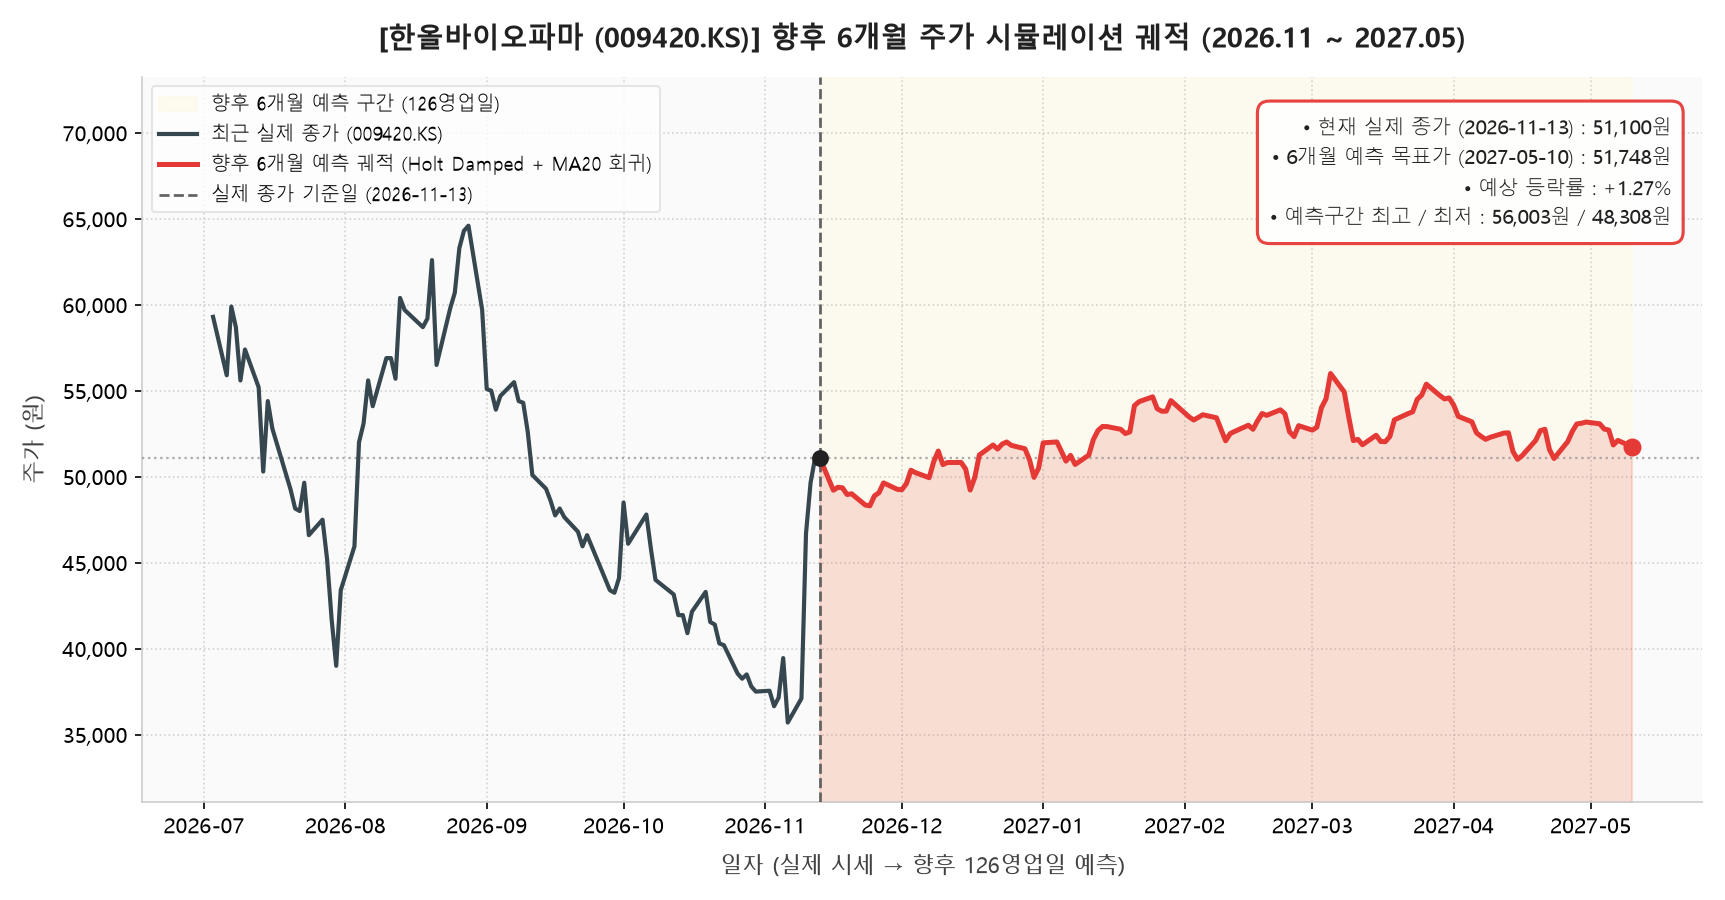 [한올바이오파마 (009420.KS)] 향후 6개월 주가 시뮬레이션 궤적 (2026.11 ~ 2027.05)
향후 6개월 예측 구간 (126영업일)
최근 실제 종가 (009420.KS)
향후 6개월 예측 궤적 (Holt Damped + MA20 회귀)
실제 종가 기준일 (2026-11-13)
• 현재 실제 종가 (2026-11-13) : 51,100원
• 6개월 예측 목표가 (2027-05-10) : 51,748원
• 예상 등락률 : +1.27%
• 예측구간 최고 / 최저 : 56,003원 / 48,308원
주가 (원)
70,000
65,000
60,000
55,000
50,000
45,000
40,000
35,000
2026-07
2026-08
2026-09
2026-10
2026-11
2026-12
2027-01
2027-02
2027-03
2027-04
2027-05
일자 (실제 시세 → 향후 126영업일 예측)